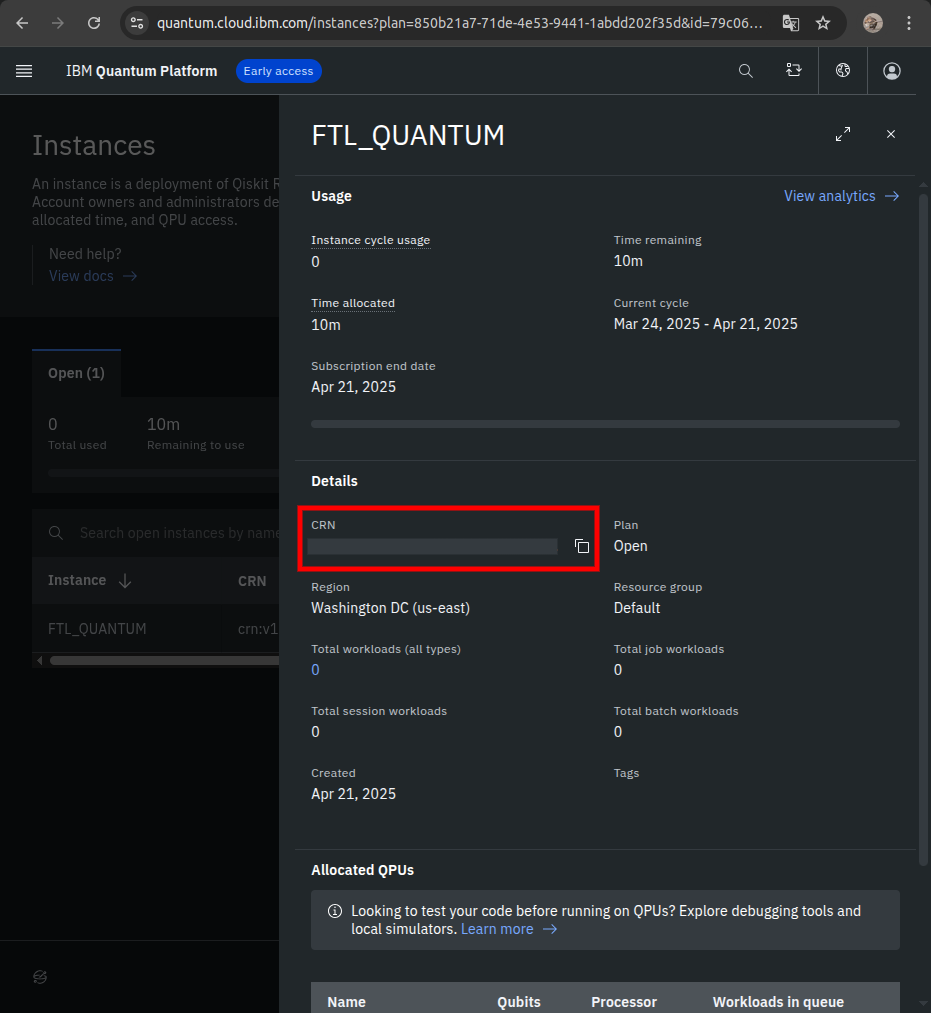 quantum.cloud.ibm.com/instances?plan=850b21a7-71de-4e53-9441-1abdd202f35d&id=79c06...
IBM Quantum Platform
Early access
Instances
An instance is a deployment of Qiskit R
Account owners and administrators de
allocated time, and QPU access.
Need help?
View docs →
Open (1)
0
10m
Total used
Remaining to use
Search open instances by name
Instance ↓
CRN
FTL_QUANTUM
crn:v1
FTL_QUANTUM
Usage
View analytics →
Instance cycle usage
0
Time remaining
10m
Time allocated
10m
Current cycle
Mar 24, 2025 - Apr 21, 2025
Subscription end date
Apr 21, 2025
Details
CRN
Plan
Open
Region
Washington DC (us-east)
Resource group
Default
Total workloads (all types)
0
Total job workloads
0
Total session workloads
0
Total batch workloads
0
Created
Apr 21, 2025
Tags
Allocated QPUs
Looking to test your code before running on QPUs? Explore debugging tools and
local simulators. Learn more →
Name
Qubits
Processor
Workloads in queue